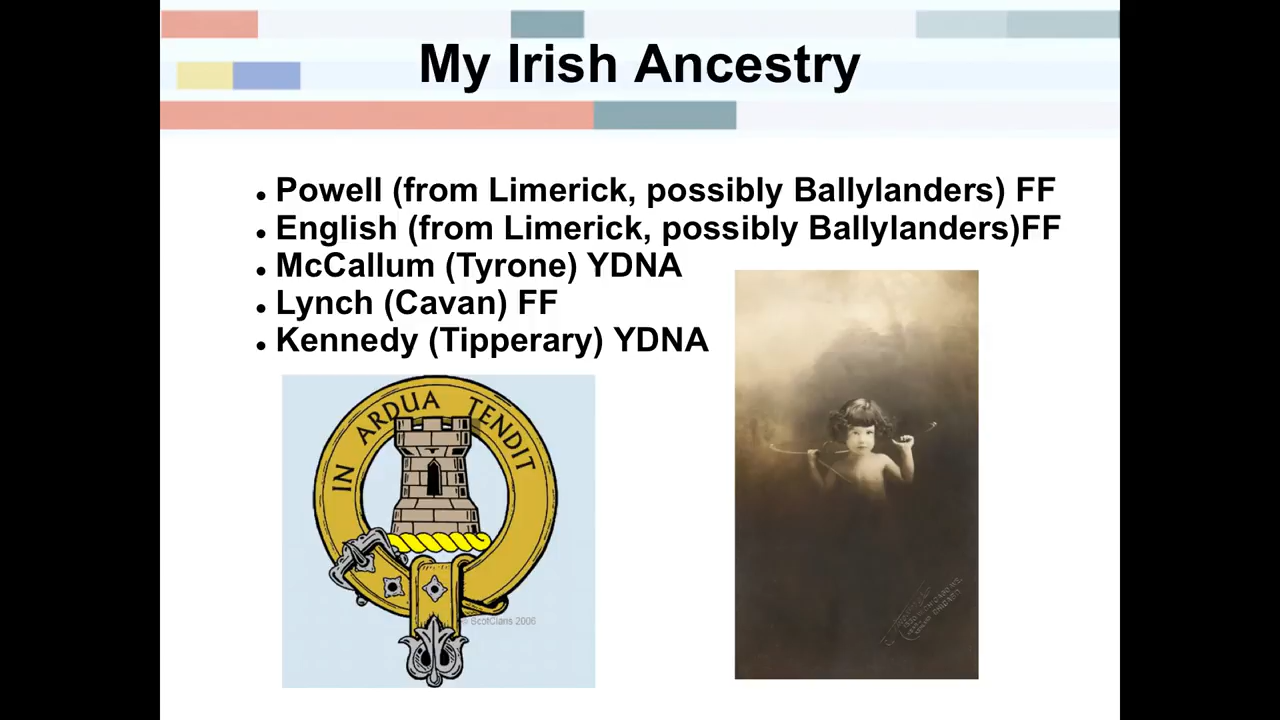 My Irish Ancestry
Powell (from Limerick, possibly Ballylanders) FF
English (from Limerick, possibly Ballylanders)FF
McCallum (Tyrone) YDNA
Lynch (Cavan) FF
Kennedy (Tipperary) YDNA
IN ARDUA TENDIT
© ScotClans 2006